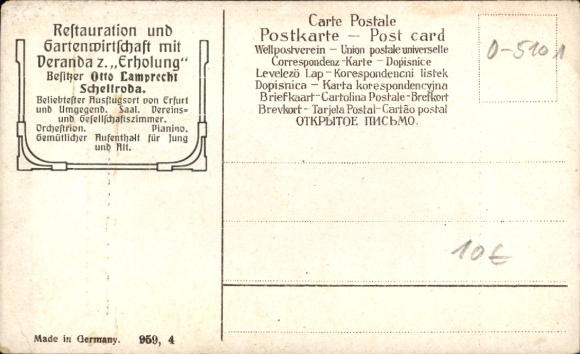 Restauration und
Gartenwirtschaft mit
Veranda z. „Erholung“
Besitzer Otto Lamprecht
Schellroda.
Beliebtester Ausflugsort von Erfurt
und Umgegend. Saal. Vereins-
und Gesellschaftszimmer.
Orchestrion. Pianino.
Gemütlicher Aufenthalt für Jung
und Alt.
Made in Germany. 959, 4
Carte Postale
Postkarte — Post card
Weltpostverein – Union postale universelle
Correspondenz-Karte – Dopisnice
Levelező Lap – Korespondencni listek
Dopisnica – Karta korespondencyjna
Briefkaart – Cartolina Postale – Brefkort
Brevkort – Tarjeta Postal – Cartão postal
ОТКРЫТОЕ ПИСЬМО.
D-5101
10€